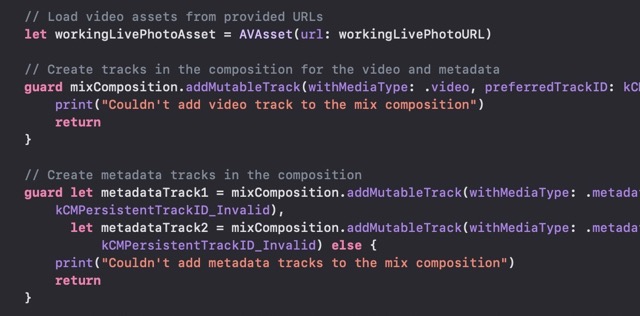 // Load video assets from provided URLs
let workingLivePhotoAsset = AVAsset(url: workingLivePhotoURL)
// Create tracks in the composition for the video and metadata
guard mixComposition.addMutableTrack(withMediaType: .video, preferredTrackID: kC
print("Couldn't add video track to the mix composition")
return
}
// Create metadata tracks in the composition
guard let metadataTrack1 = mixComposition.addMutableTrack(withMediaType: .metada
kCMPersistentTrackID_Invalid),
let metadataTrack2 = mixComposition.addMutableTrack(withMediaType: .metada
kCMPersistentTrackID_Invalid) else {
print("Couldn't add metadata tracks to the mix composition")
return
}